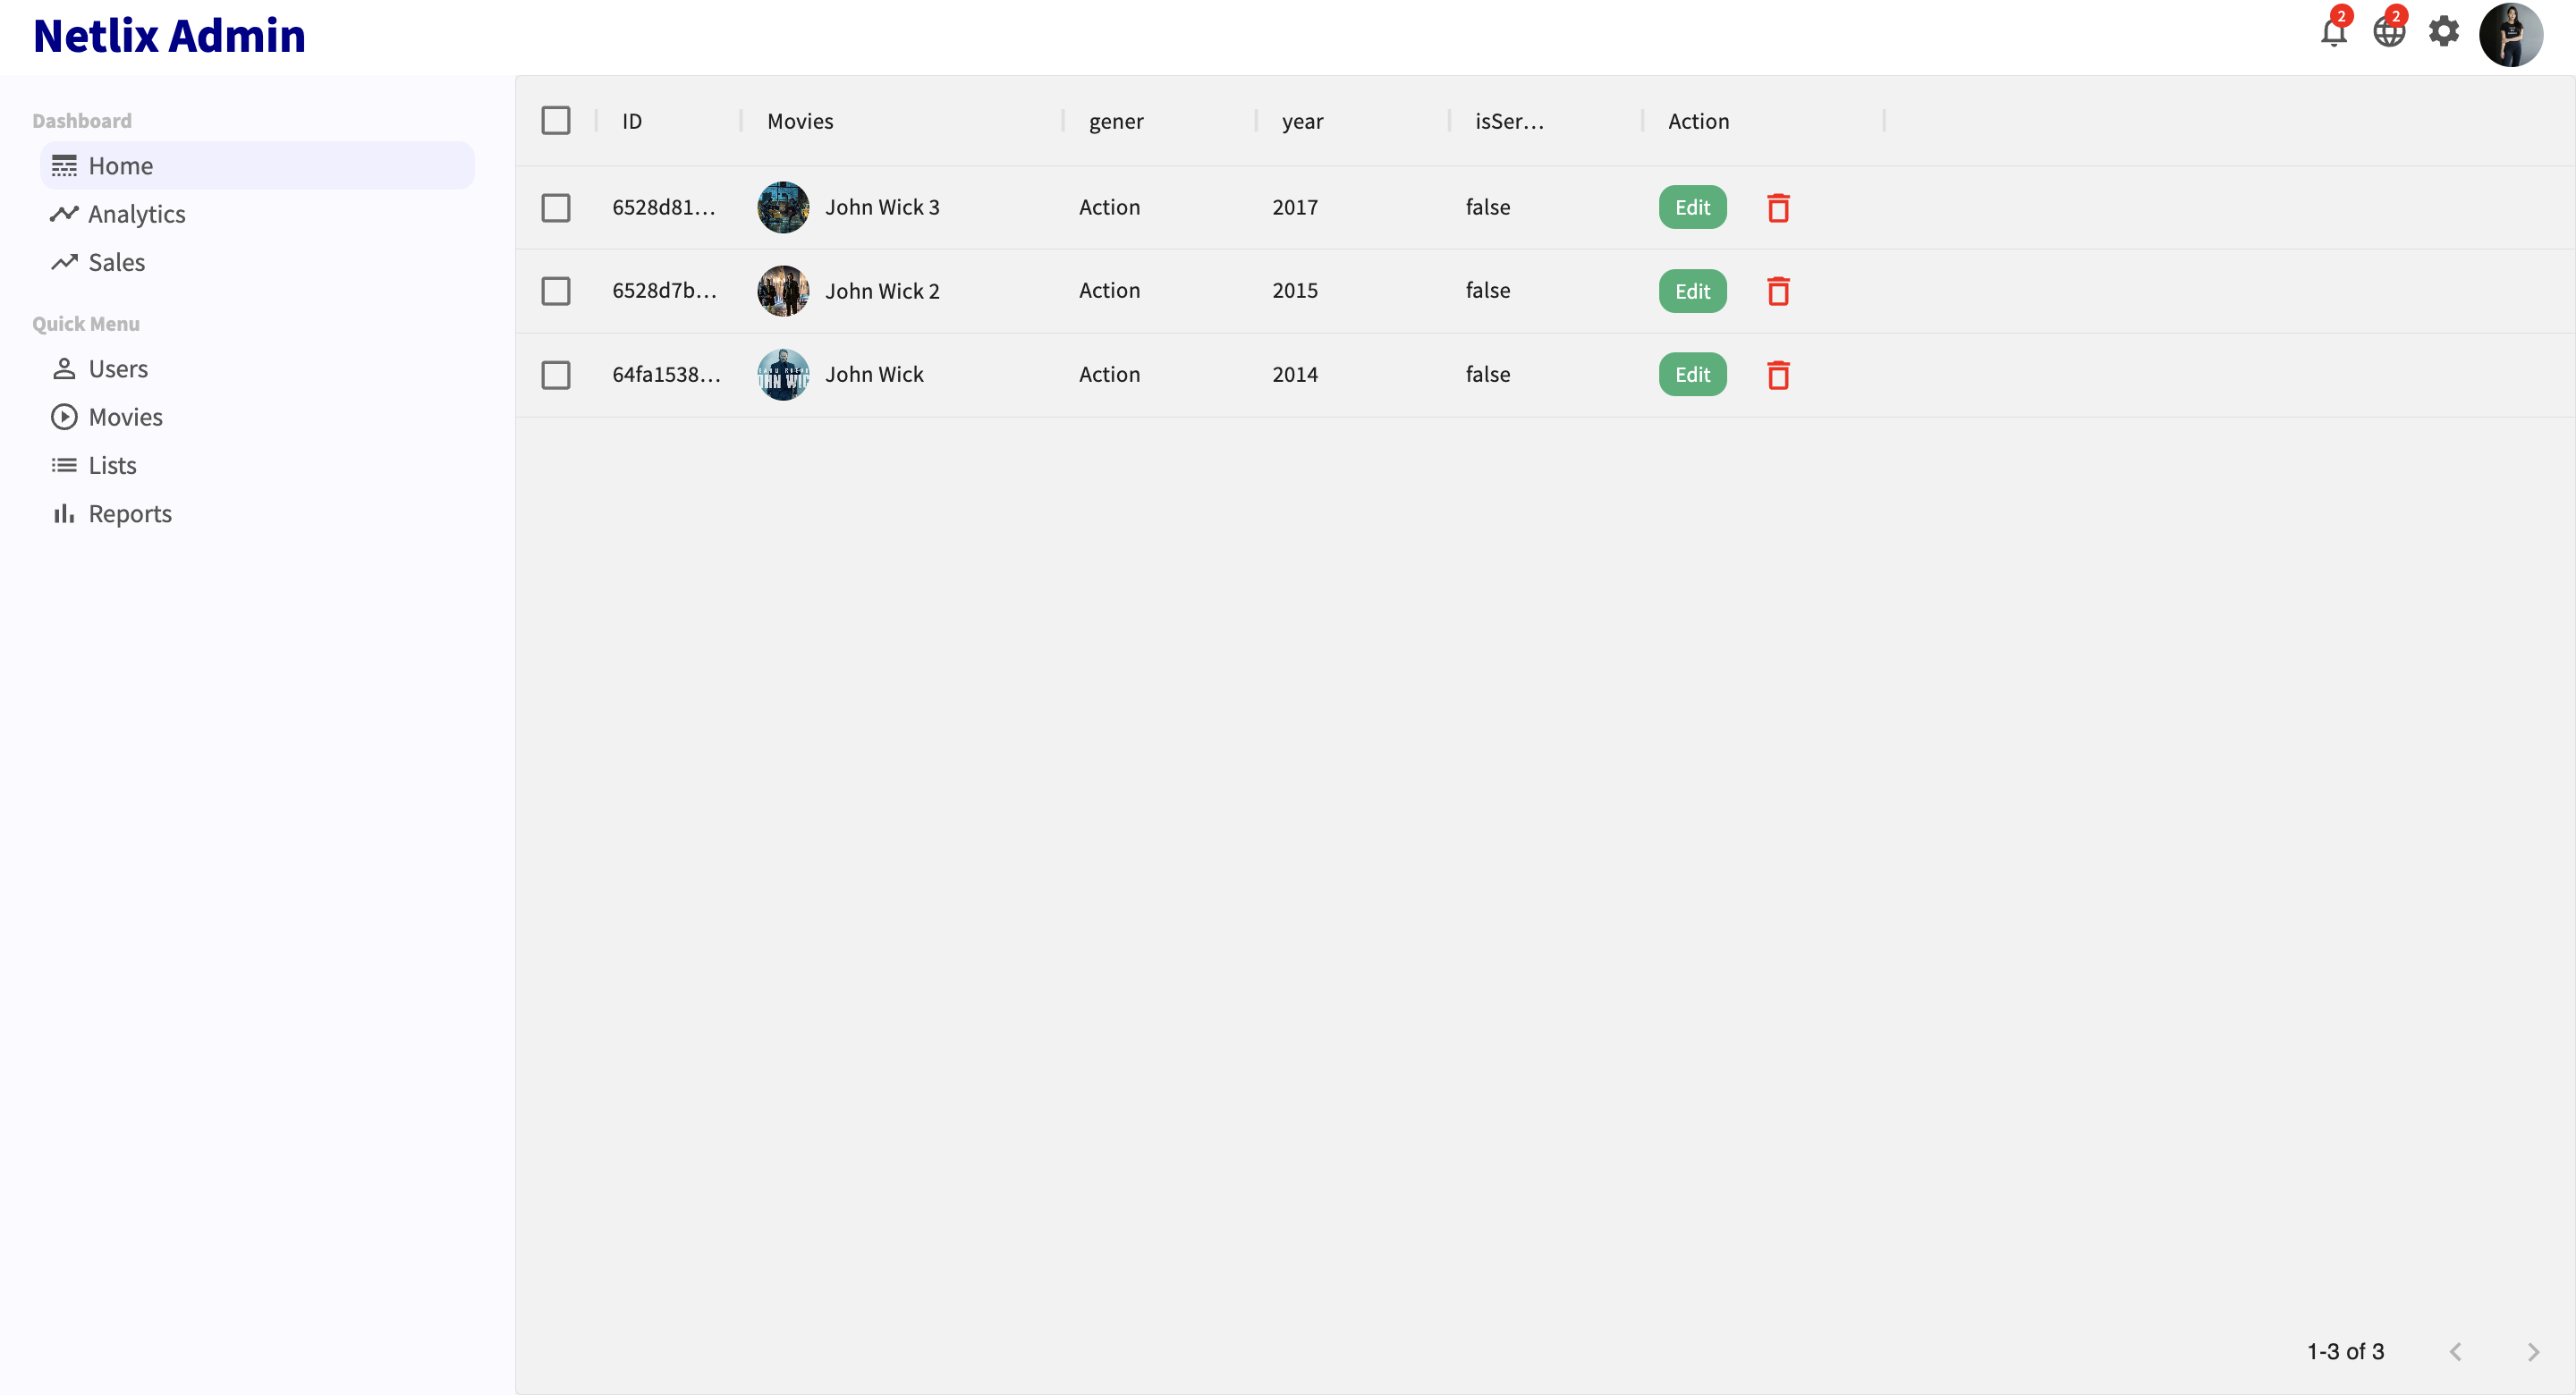 Netlix Admin
2
2
Dashboard
Home
Analytics
Sales
Quick Menu
Users
Movies
Lists
Reports
ID Movies gener year isSer... Action
6528d81... John Wick 3 Action 2017 false Edit
6528d7b... John Wick 2 Action 2015 false Edit
64fa1538... John Wick Action 2014 false Edit
1-3 of 3